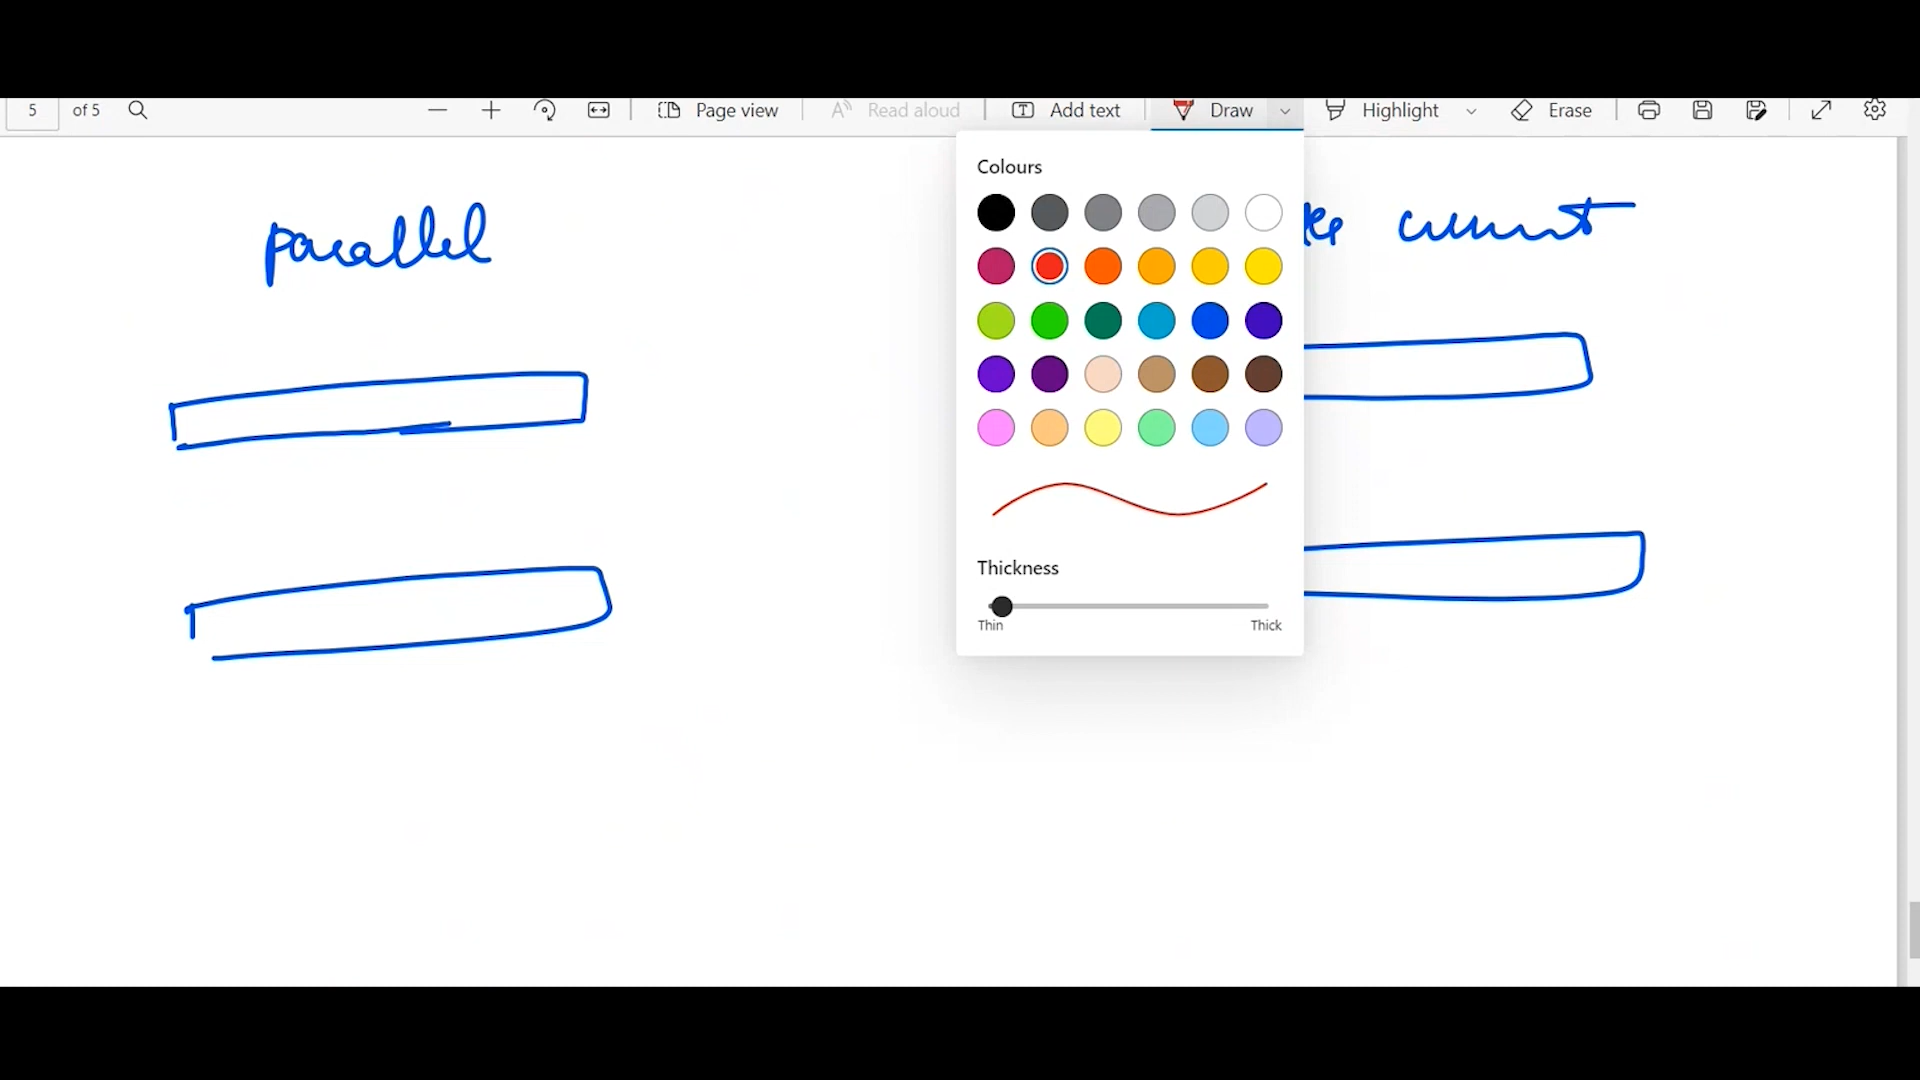 5 of 5 Page view Read aloud Add text Draw Highlight Erase
Colours
parallel
current
Thickness
Thin Thick